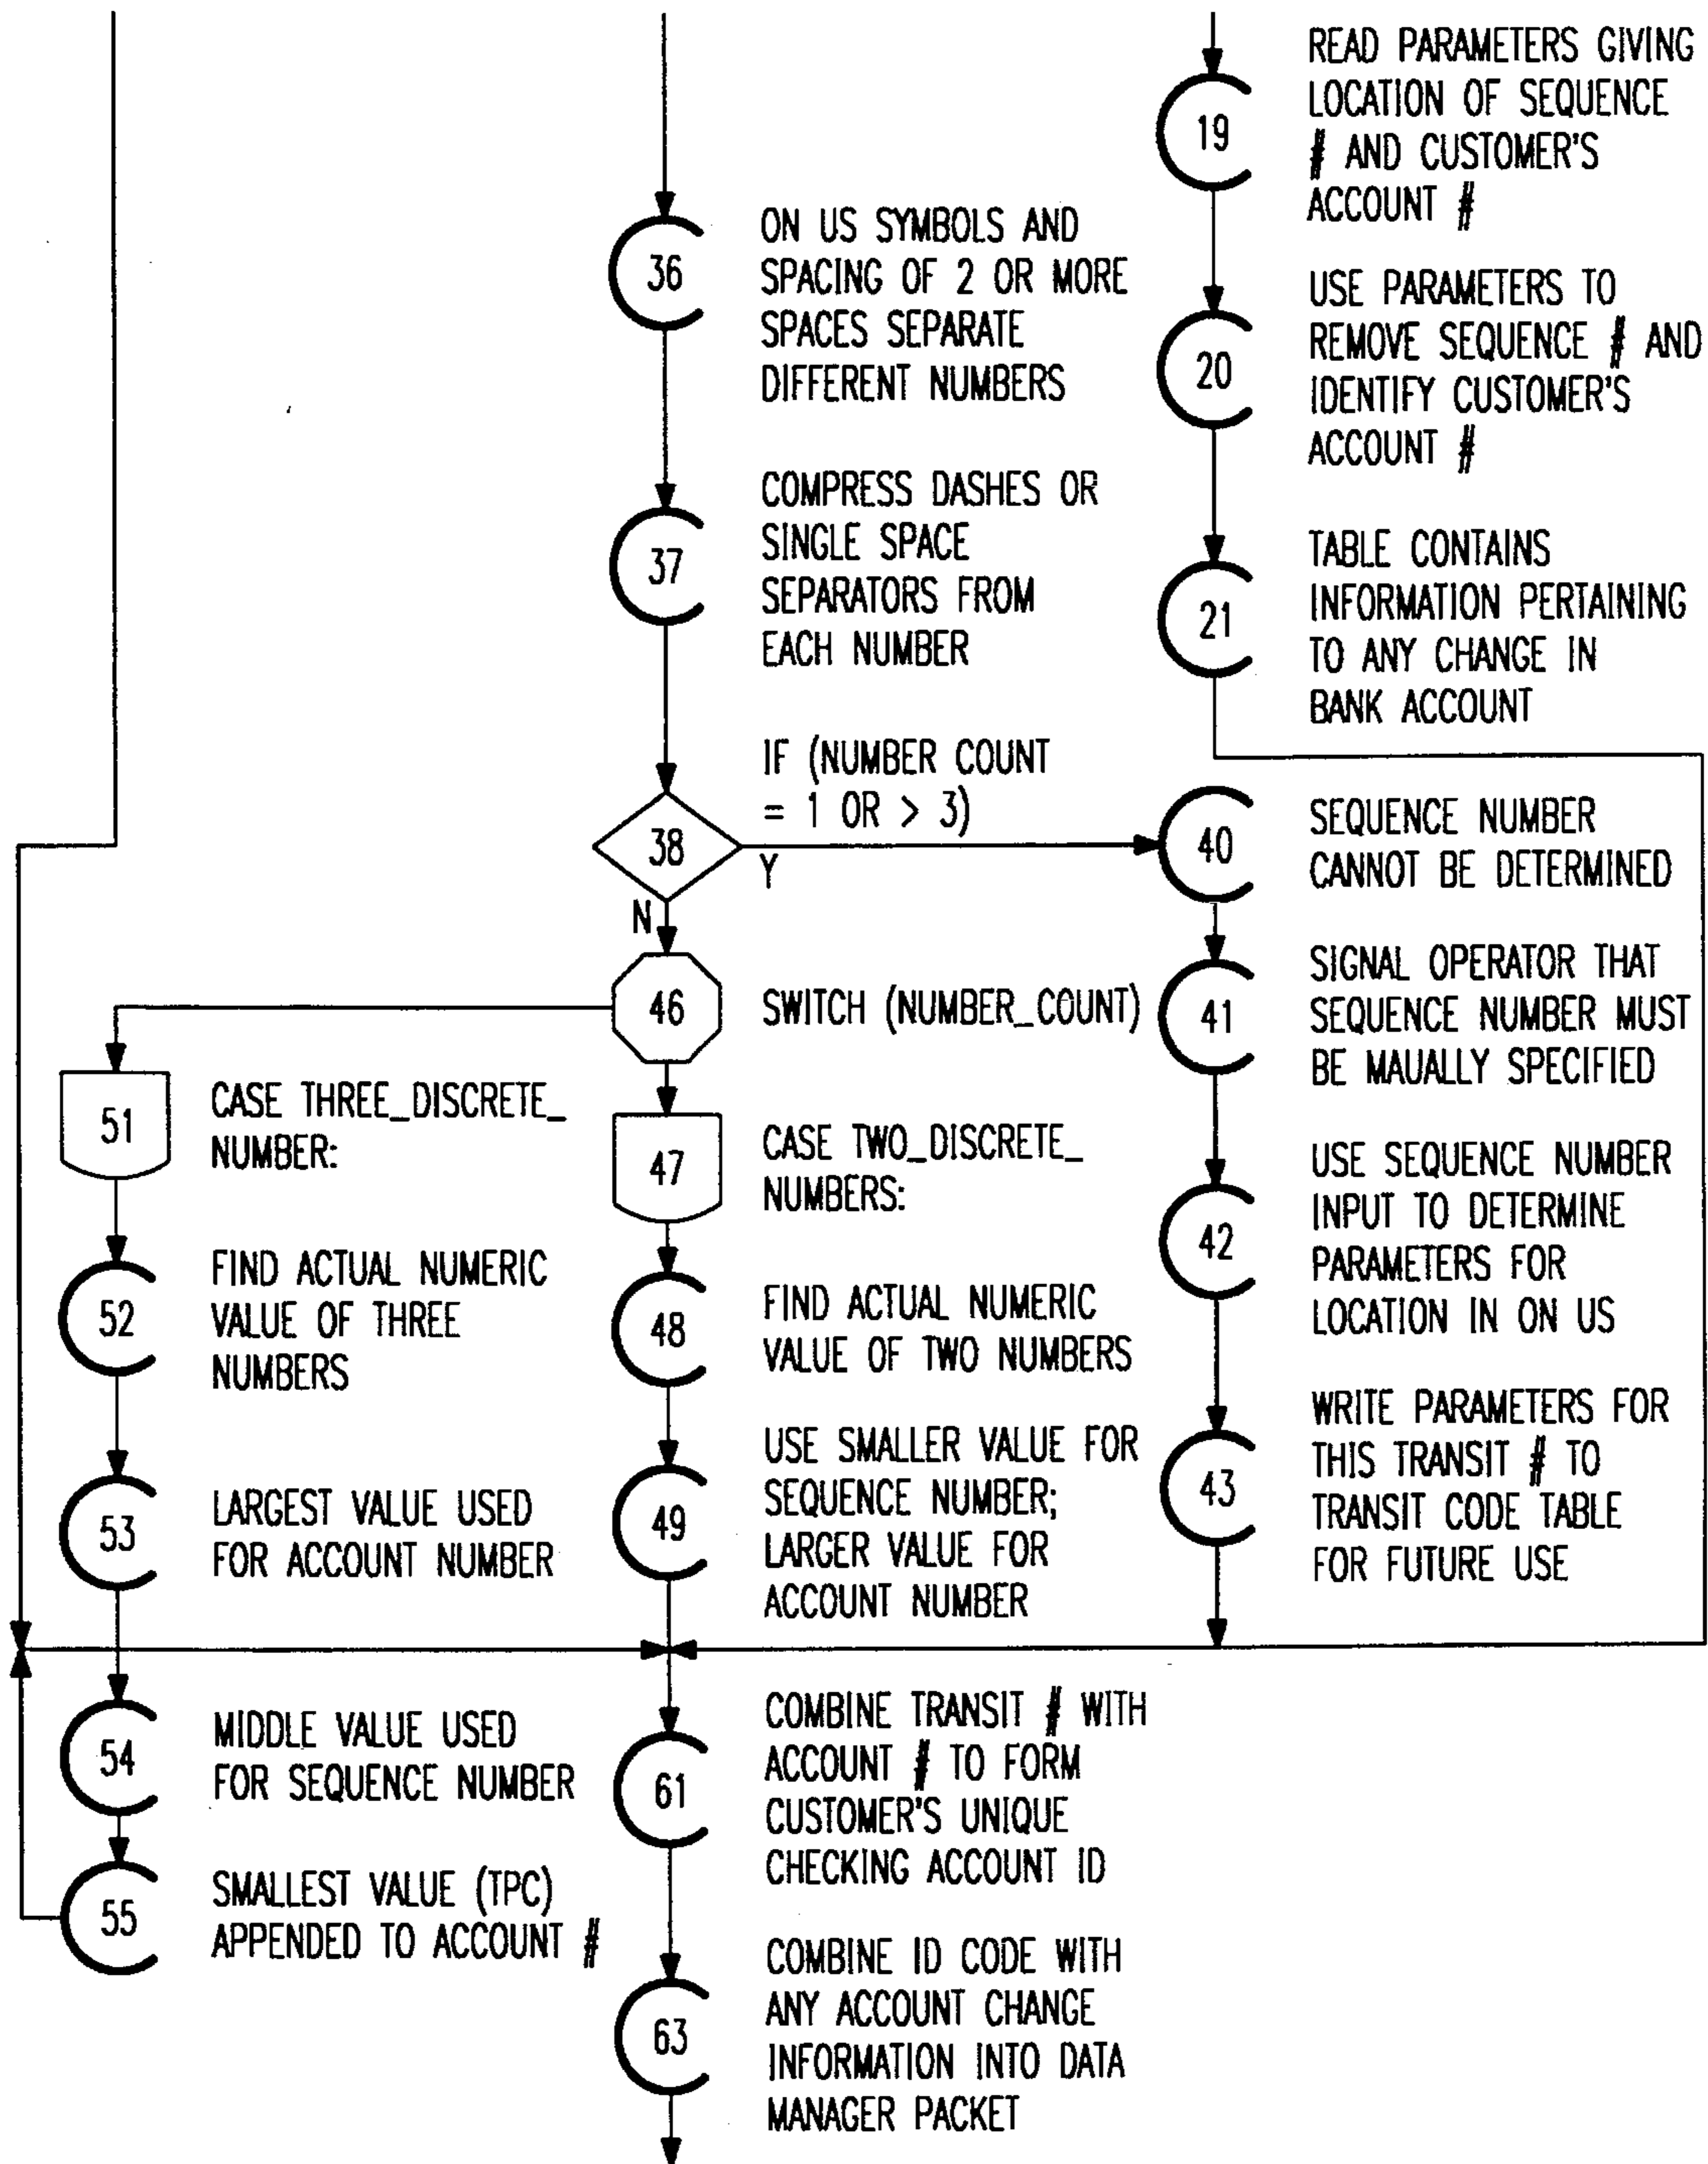 READ PARAMETERS GIVING
LOCATION OF SEQUENCE
# AND CUSTOMER'S
ACCOUNT #
19
ON US SYMBOLS AND
SPACING OF 2 OR MORE
SPACES SEPARATE
DIFFERENT NUMBERS
36
USE PARAMETERS TO
REMOVE SEQUENCE # AND
IDENTIFY CUSTOMER'S
ACCOUNT #
20
COMPRESS DASHES OR
SINGLE SPACE
SEPARATORS FROM
EACH NUMBER
37
TABLE CONTAINS
INFORMATION PERTAINING
TO ANY CHANGE IN
BANK ACCOUNT
21
IF (NUMBER COUNT
= 1 OR > 3)
38
Y
N
40
SEQUENCE NUMBER
CANNOT BE DETERMINED
46
SWITCH (NUMBER_COUNT)
41
SIGNAL OPERATOR THAT
SEQUENCE NUMBER MUST
BE MAUALLY SPECIFIED
51
CASE THREE_DISCRETE_
NUMBER:
47
CASE TWO_DISCRETE_
NUMBERS:
42
USE SEQUENCE NUMBER
INPUT TO DETERMINE
PARAMETERS FOR
LOCATION IN ON US
52
FIND ACTUAL NUMERIC
VALUE OF THREE
NUMBERS
48
FIND ACTUAL NUMERIC
VALUE OF TWO NUMBERS
43
WRITE PARAMETERS FOR
THIS TRANSIT # TO
TRANSIT CODE TABLE
FOR FUTURE USE
53
LARGEST VALUE USED
FOR ACCOUNT NUMBER
49
USE SMALLER VALUE FOR
SEQUENCE NUMBER;
LARGER VALUE FOR
ACCOUNT NUMBER
54
MIDDLE VALUE USED
FOR SEQUENCE NUMBER
61
COMBINE TRANSIT # WITH
ACCOUNT # TO FORM
CUSTOMER'S UNIQUE
CHECKING ACCOUNT ID
55
SMALLEST VALUE (TPC)
APPENDED TO ACCOUNT #
63
COMBINE ID CODE WITH
ANY ACCOUNT CHANGE
INFORMATION INTO DATA
MANAGER PACKET